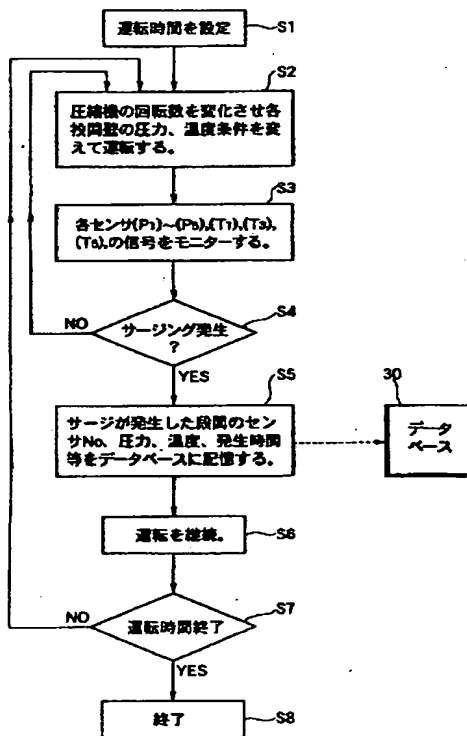 運転時間を設定
S1
S2
圧縮機の回転数を変化させ各
段間壁の圧力、温度条件を変
えて運転する。
S3
各センサ(P1)~(P5),(T1),(T3),
(T5),の信号をモニターする。
S4
NO
サージング発生
?
YES
S5
サージが発生した段間のセン
サNo、圧力、温度、発生時間
等をデータベースに記憶する。
30
データ
ベース
運転を継続。
S6
S7
NO
運転時間終了
YES
終了
S8